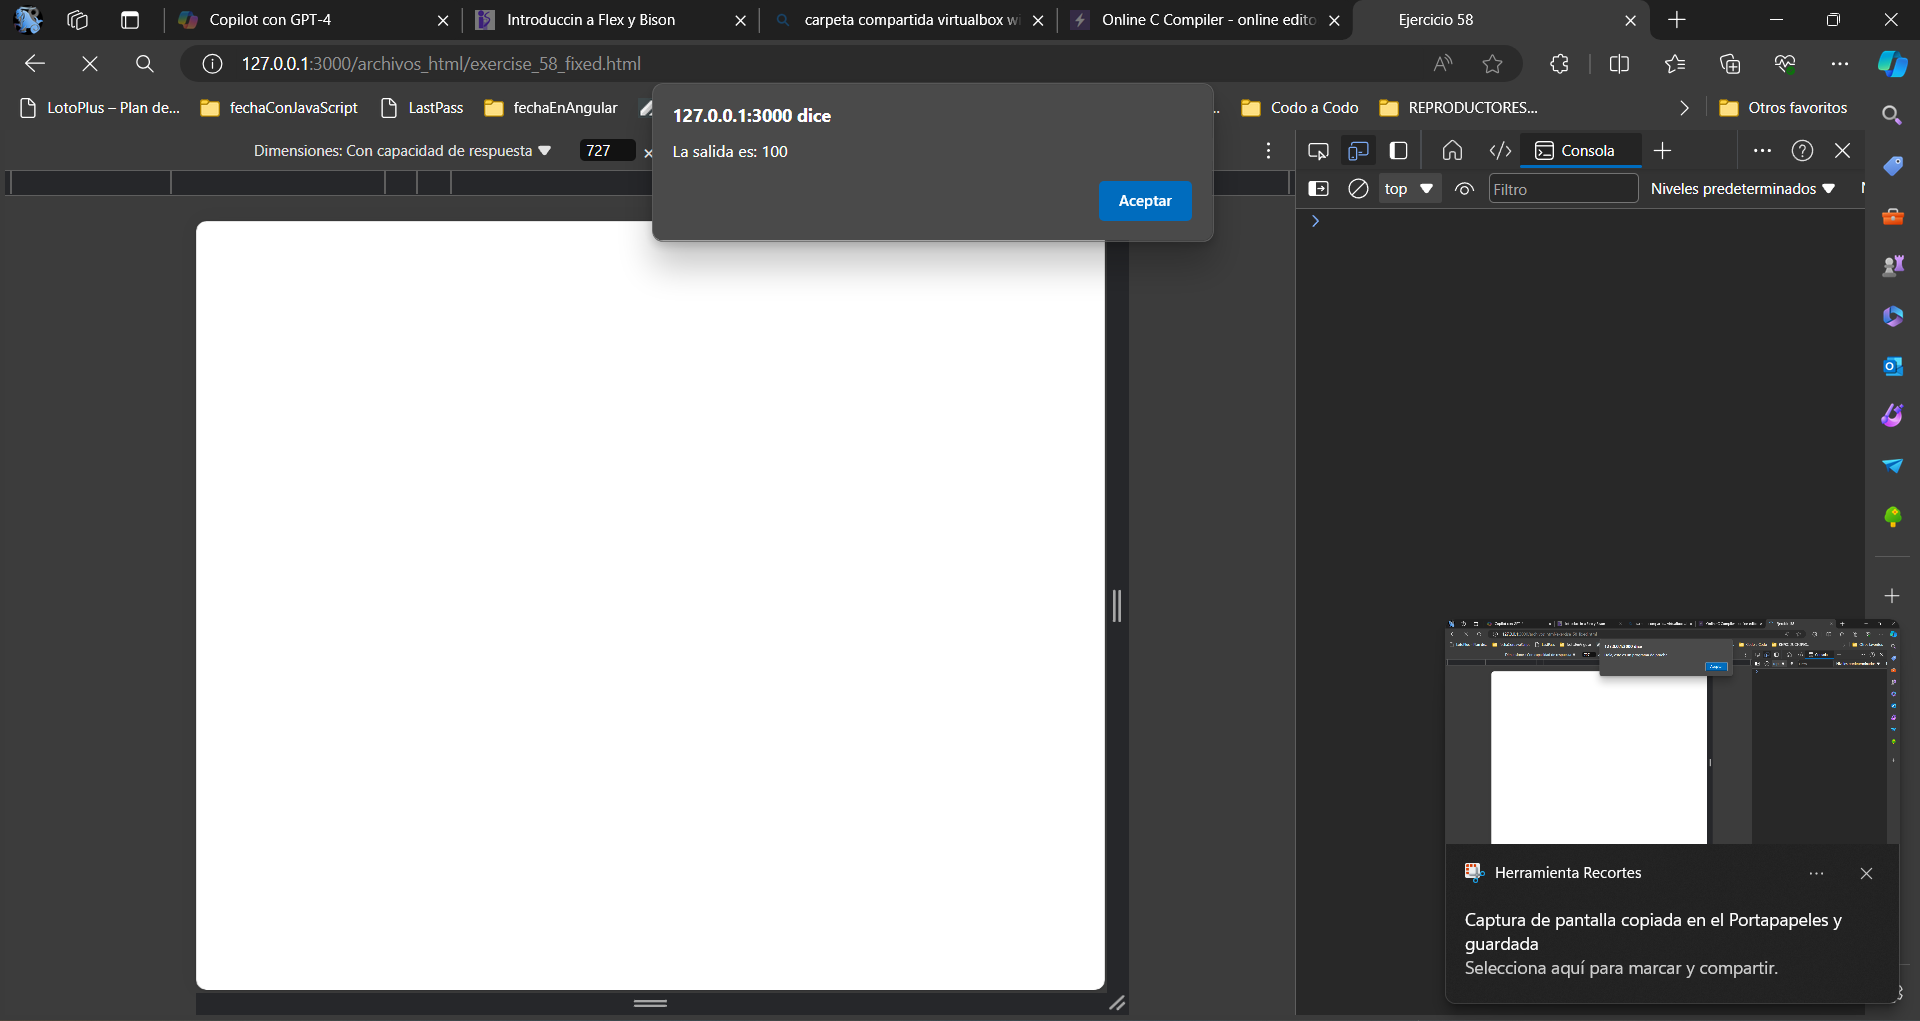 Copilot con GPT-4
Introduccin a Flex y Bison
carpeta compartida virtualbox wi
Online C Compiler - online edito
Ejercicio 58
127.0.0.1:3000/archivos_html/exercise_58_fixed.html
LotoPlus – Plan de...
fechaConJavaScript
LastPass
fechaEnAngular
...
Codo a Codo
REPRODUCTORES...
Otros favoritos
127.0.0.1:3000 dice
La salida es: 100
Aceptar
Dimensiones: Con capacidad de respuesta
727
Consola
top
Filtro
Niveles predeterminados
Herramienta Recortes
Captura de pantalla copiada en el Portapapeles y
guardada
Selecciona aquí para marcar y compartir.